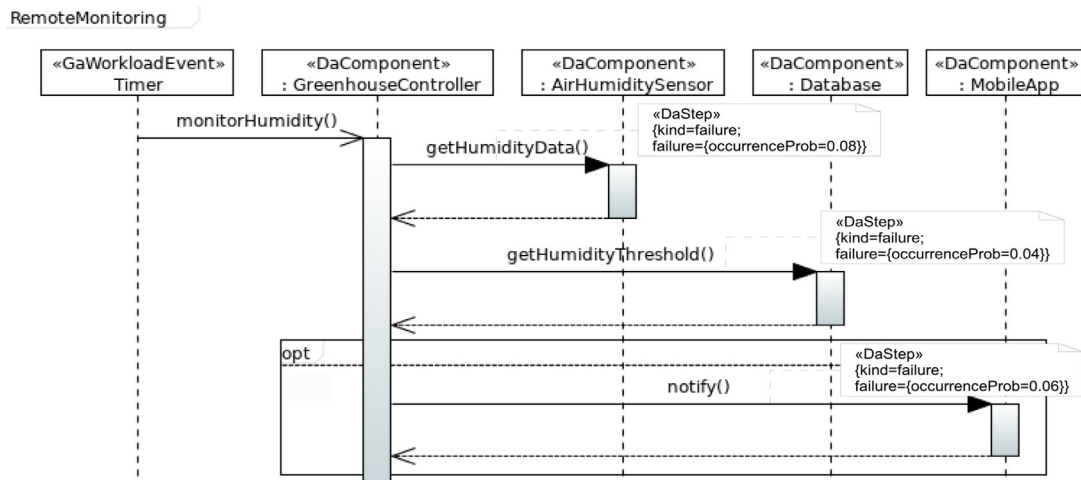 RemoteMonitoring
«GaWorkloadEvent»
Timer
«DaComponent»
: GreenhouseController
«DaComponent»
: AirHumiditySensor
«DaComponent»
: Database
«DaComponent»
: MobileApp
monitorHumidity()
«DaStep»
{kind=failure;
failure={occurrenceProb=0.08}}
getHumidityData()
«DaStep»
{kind=failure;
failure={occurrenceProb=0.04}}
getHumidityThreshold()
opt
«DaStep»
{kind=failure;
failure={occurrenceProb=0.06}}
notify()